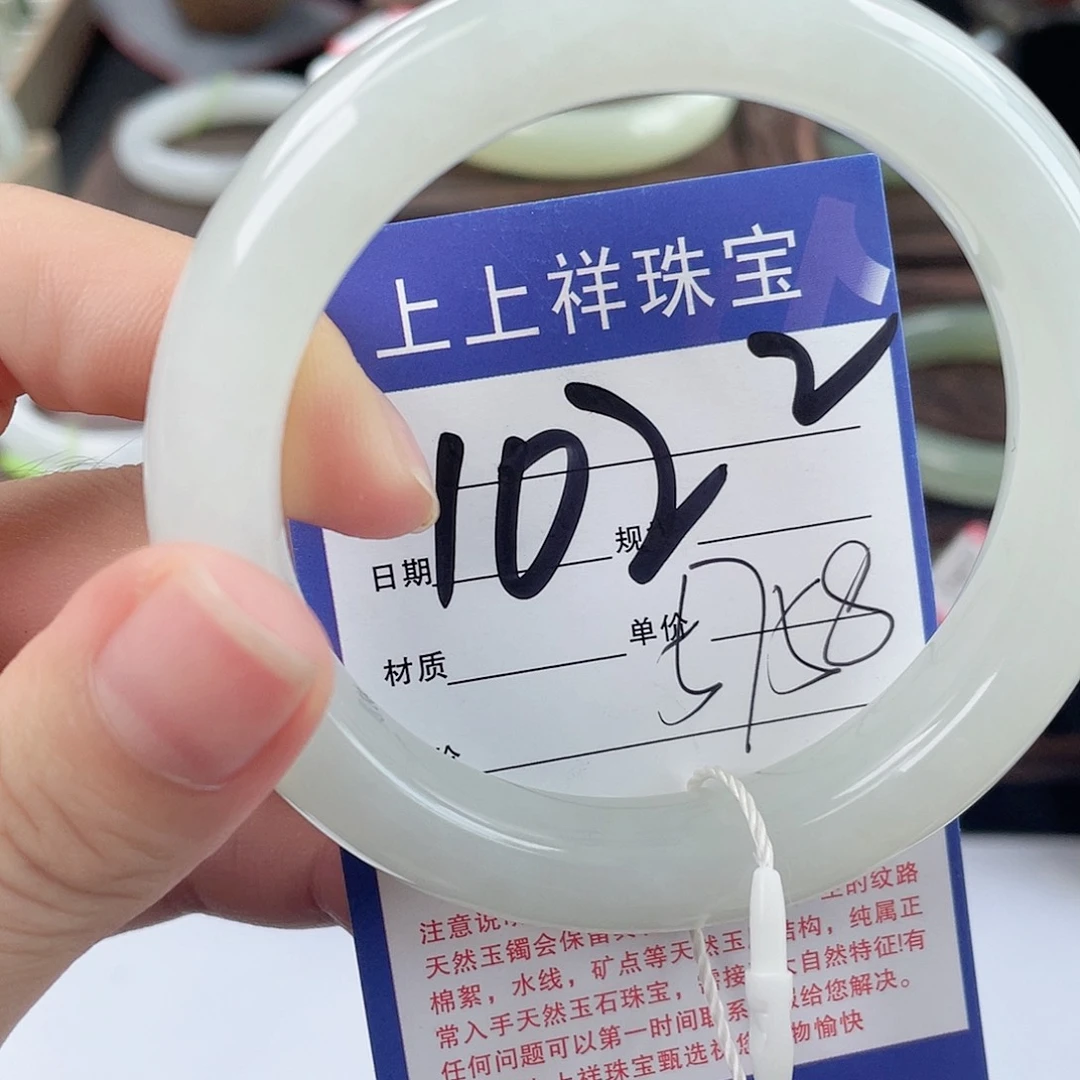 上上祥珠宝
2
102
日期 规
材质 单价 5758
注意说 的纹路
天然玉镯会保留 结构，纯属正
棉絮，水线，矿点等天然玉 自然特征!有
常入手天然玉石珠宝， 接 给您解决。
任何问题可以第一时间联系 物愉快
上祥珠宝甄选祝您